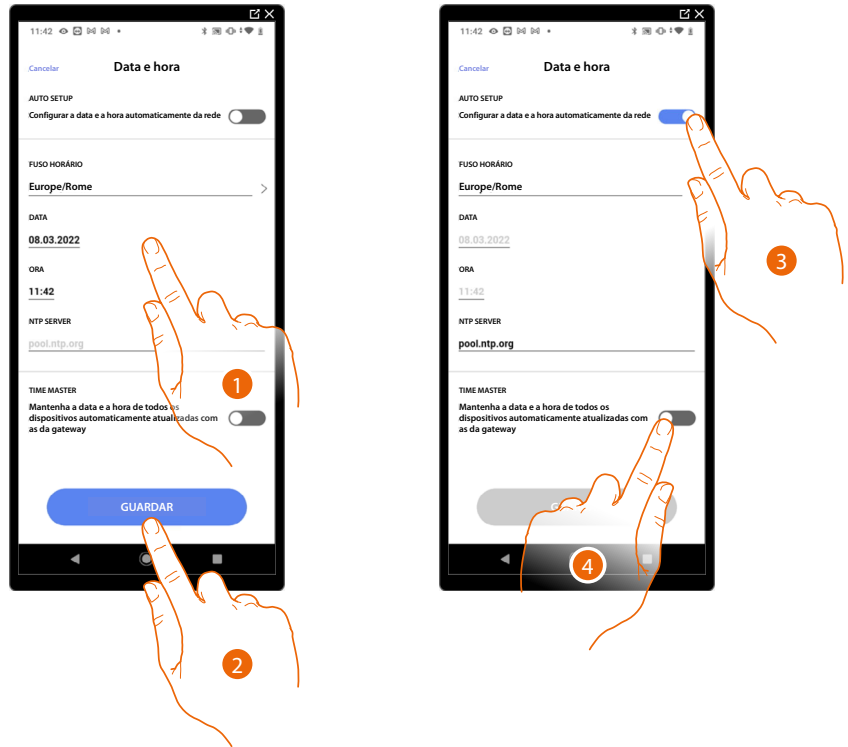 11:42
Cancelar
Data e hora
AUTO SETUP
Configurar a data e a hora automaticamente da rede
FUSO HORÁRIO
Europe/Rome
DATA
08.03.2022
ORA
11:42
NTP SERVER
pool.ntp.org
1
TIME MASTER
Mantenha a data e a hora de todos os
dispositivos automaticamente atualizadas com
as da gateway
GUARDAR
2
11:42
Cancelar
Data e hora
AUTO SETUP
Configurar a data e a hora automaticamente da rede
FUSO HORÁRIO
Europe/Rome
DATA
08.03.2022
3
ORA
11:42
NTP SERVER
pool.ntp.org
TIME MASTER
Mantenha a data e a hora de todos os
dispositivos automaticamente atualizadas com
as da gateway
4